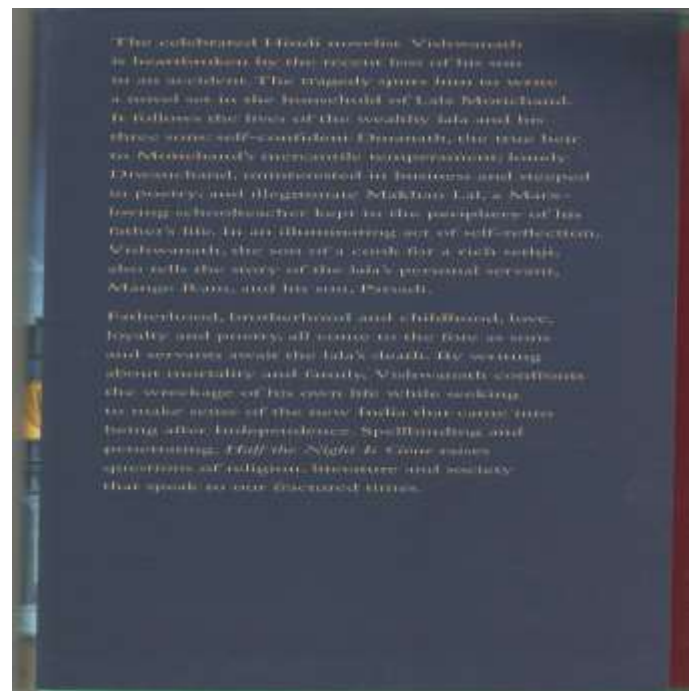 The celebrated Hindi novelist Vishwanath
is heartbroken by the recent loss of his son
in an accident. The tragedy spurs him to write
a novel set in the household of Lala Motichand.
It follows the lives of the wealthy lala and his
three sons: self-confident Dinanath, the true heir
to Motichand's mercantile temperament; lonely
Diwanchand, uninterested in business and steeped
in poetry; and illegitimate Makhan Lal, a Marx-
loving schoolteacher kept to the periphery of his
father's life. In an illuminating act of self-reflection,
Vishwanath, the son of a cook for a rich sethji,
also tells the story of the lala's personal servant,
Mange Ram, and his son, Parsadi.
Fatherhood, brotherhood and childhood, love,
loyalty and poetry, all come to the fore as sons
and servants await the lala's death. By writing
about mortality and family, Vishwanath confronts
the wreckage of his own life while seeking
to make sense of the new India that came into
being after Independence. Spellbinding and
penetrating, Half the Night Is Gone raises
questions of religion, literature and society
that speak to our fractured times.